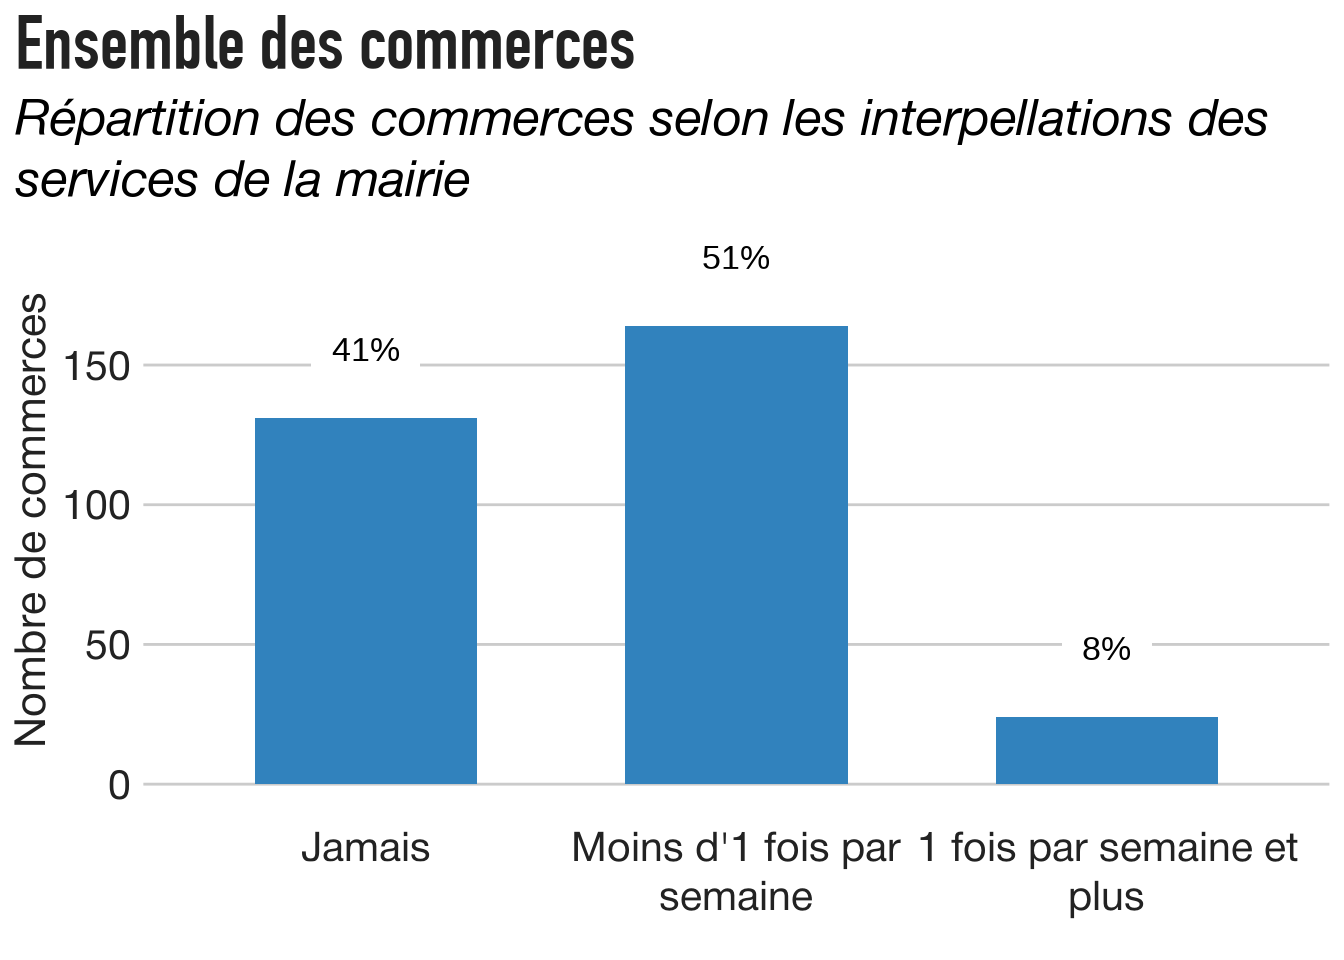 Ensemble des commerces
Répartition des commerces selon les interpellations des
services de la mairie
Nombre de commerces
150
100
50
0
41%
51%
8%
Jamais
Moins d'1 fois par
semaine
1 fois par semaine et
plus